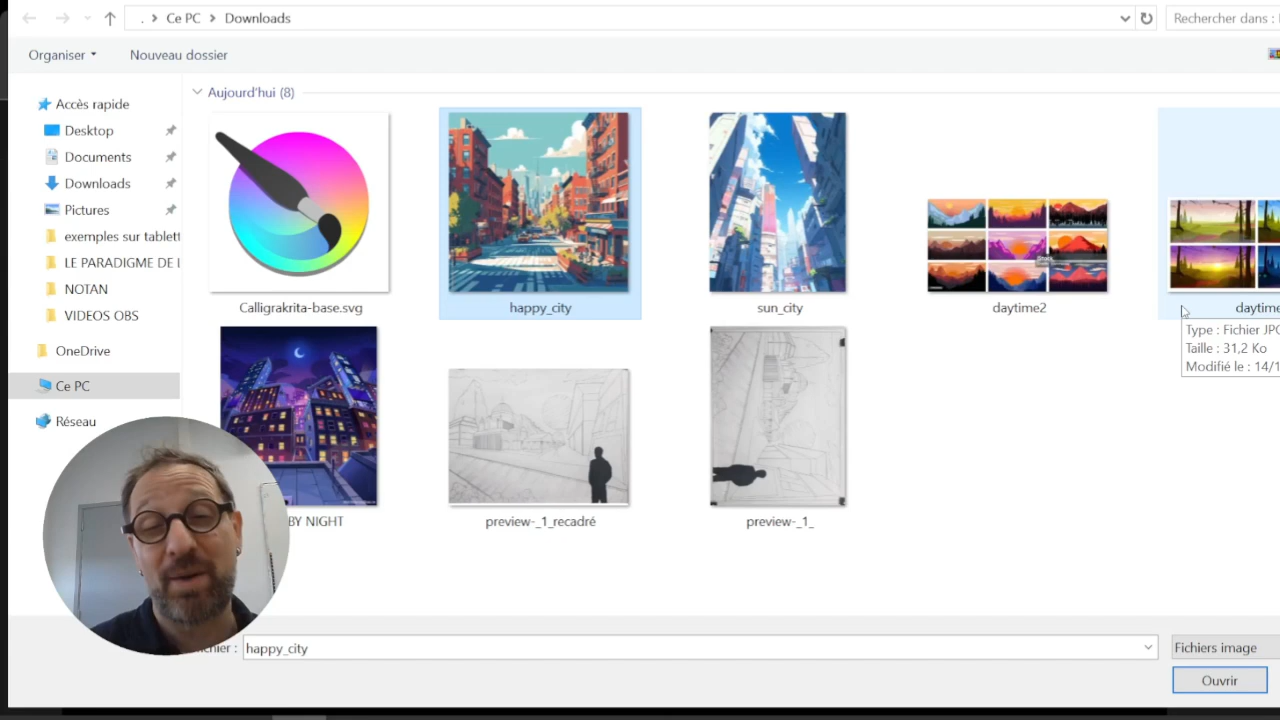 . > Ce PC > Downloads
Rechercher dans :
Organiser
Nouveau dossier
Aujourd'hui (8)
Accès rapide
Desktop
Documents
Downloads
Pictures
exemples sur tablett
LE PARADIGME DE
NOTAN
VIDEOS OBS
OneDrive
Ce PC
Réseau
Calligrakrita-base.svg
happy_city
sun_city
daytime2
daytime
Type : Fichier JPG
Taille : 31,2 Ko
Modifié le : 14/1
BY NIGHT
preview-_1_recadré
preview-_1_
happy_city
Fichiers image
Ouvrir